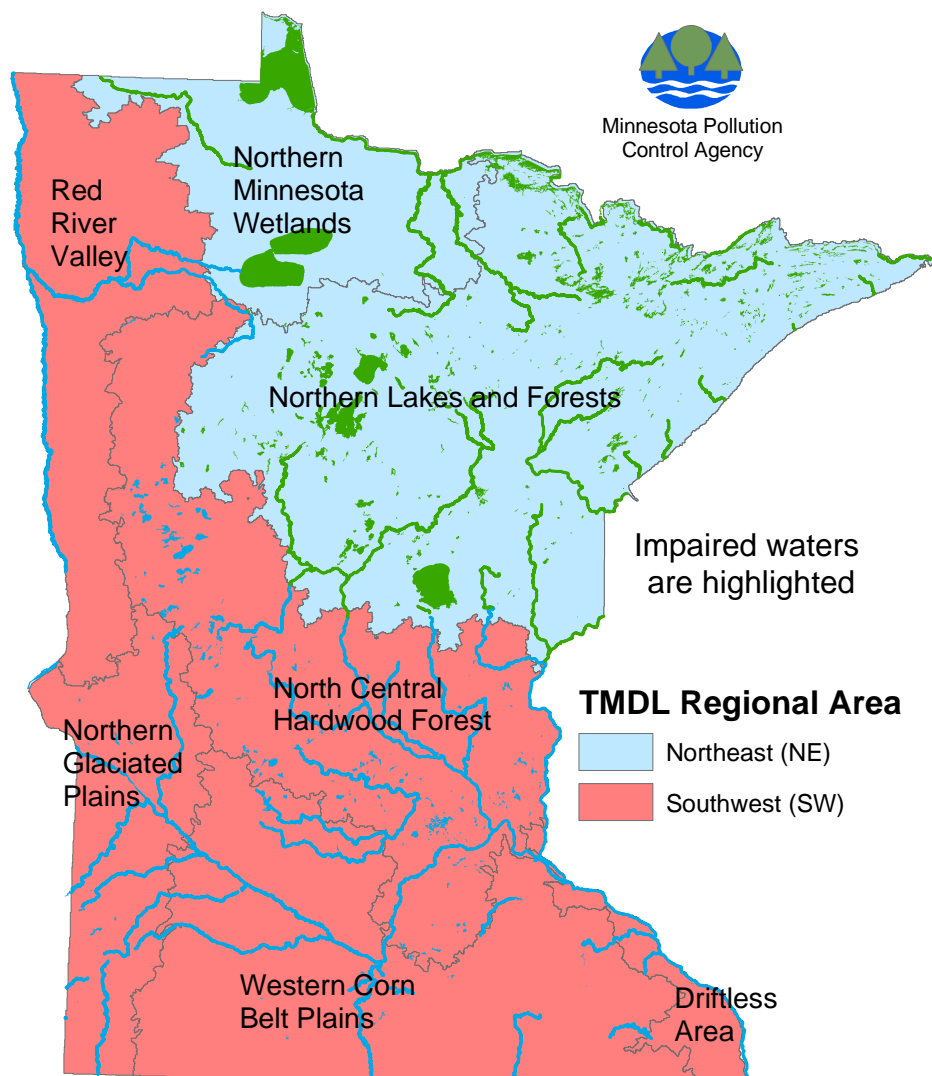 Minnesota Pollution
Control Agency
Northern
Minnesota
Wetlands
Red
River
Valley
Northern Lakes and Forests
Impaired waters
are highlighted
North Central
Hardwood Forest
TMDL Regional Area
Northeast (NE)
Southwest (SW)
Northern
Glaciated
Plains
Western Corn
Belt Plains
Driftless
Area